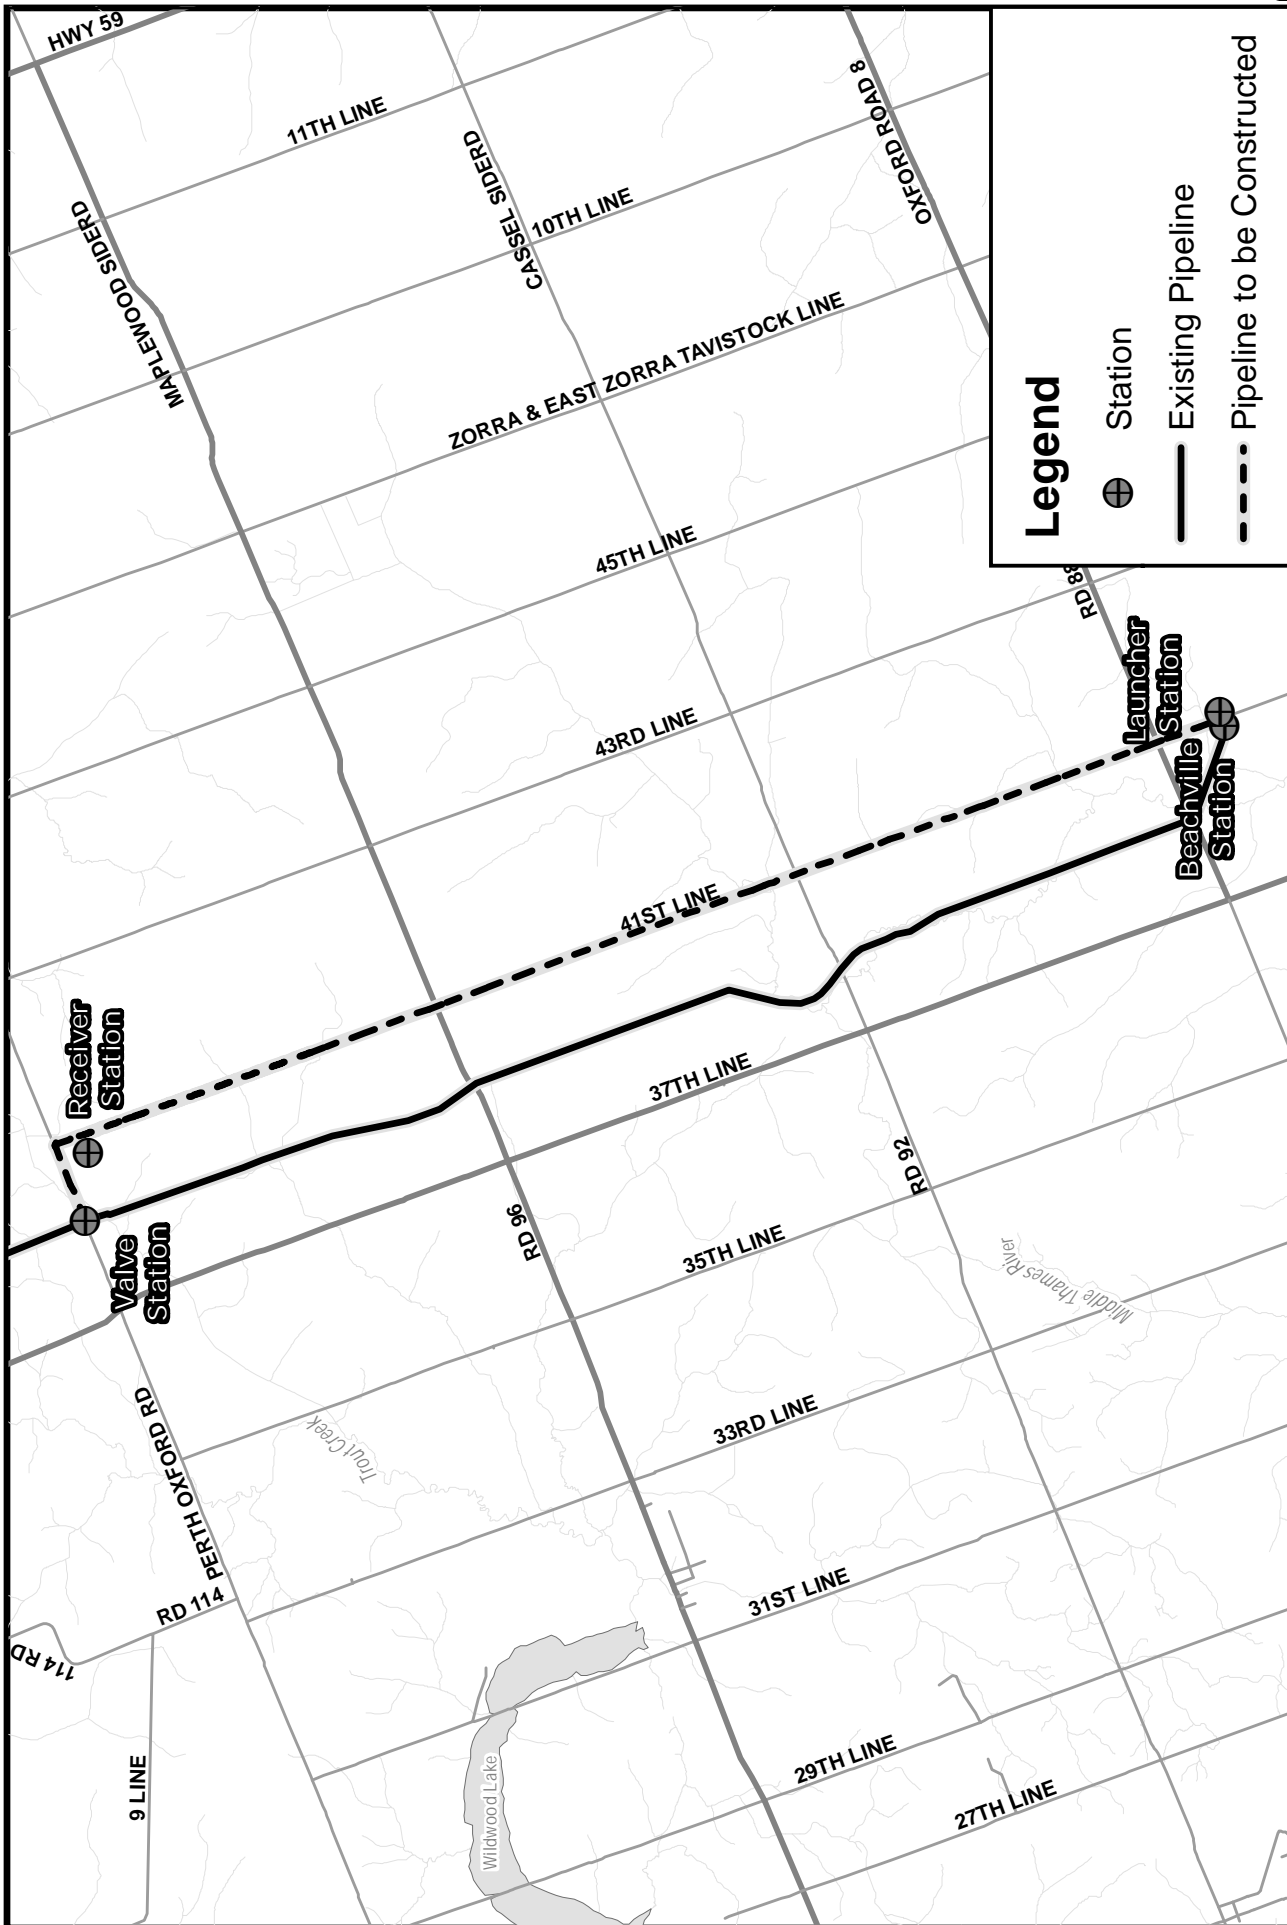 HWY 59
11TH LINE
MAPLEWOOD SIDERD
CASSEL SIDERD
10TH LINE
OXFORD ROAD 8
ZORRA & EAST ZORRA TAVISTOCK LINE
45TH LINE
43RD LINE
RD 88
Launcher
Station
Beachville
Station
41ST LINE
Receiver
Station
Valve
Station
37TH LINE
RD 96
RD 92
35TH LINE
Middle Thames River
33RD LINE
Trout Creek
PERTH OXFORD RD
RD 114
114 RD
31ST LINE
9 LINE
Wildwood Lake
29TH LINE
27TH LINE
Legend
Station
Existing Pipeline
Pipeline to be Constructed